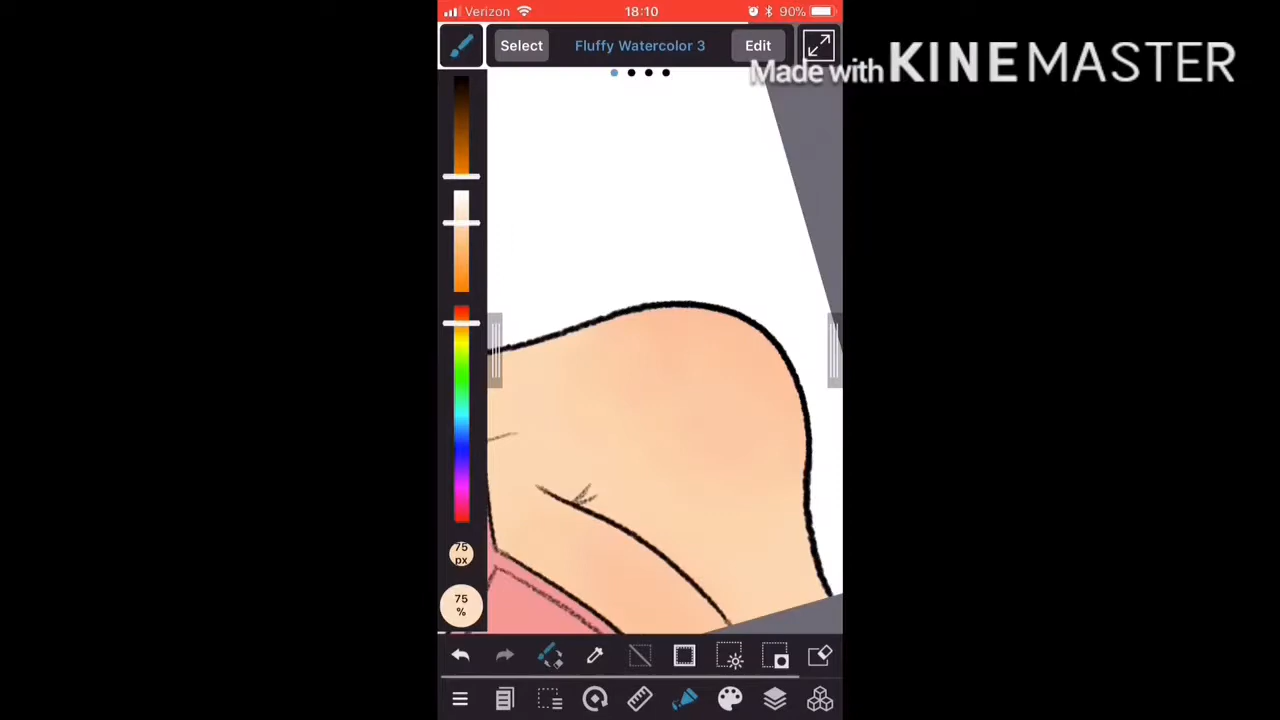 Verizon 18:10 90%
Select Fluffy Watercolor 3 Edit
Made with KINEMASTER
75
px
75
%